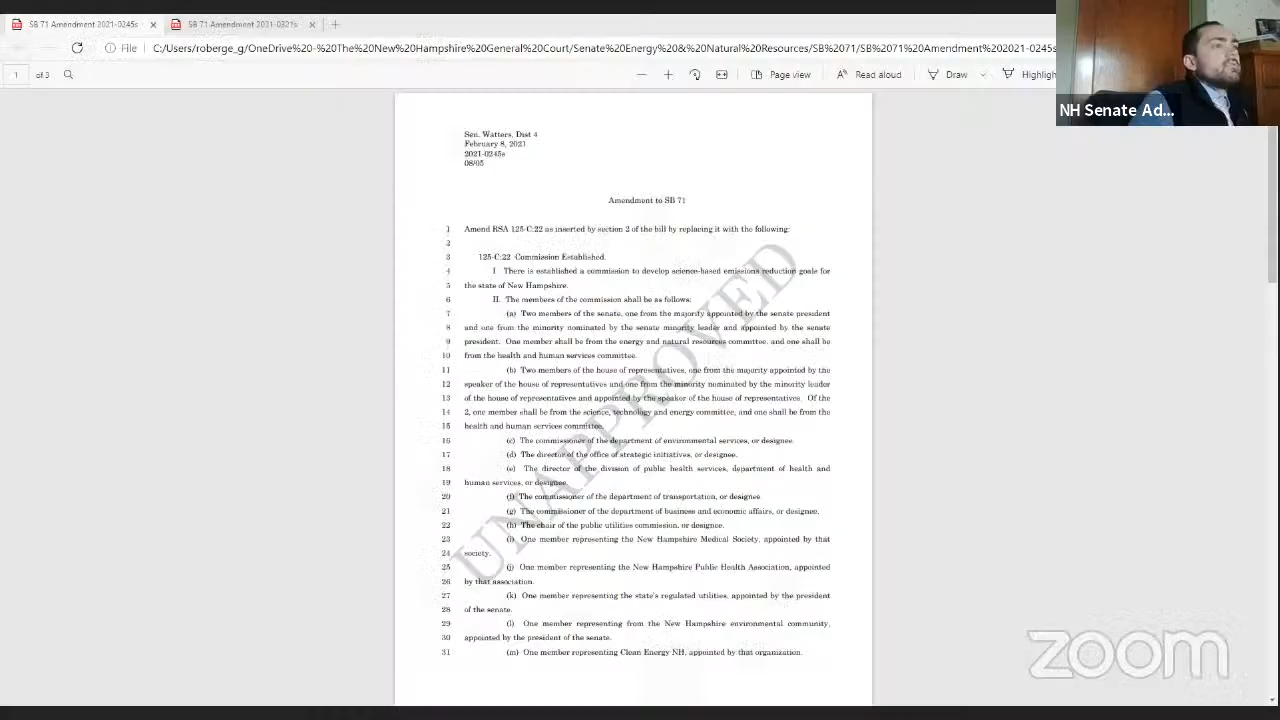 SB 71 Amendment 2021-0245s
SB 71 Amendment 2021-0321s
File
C:/Users/roberge_g/OneDrive%20-%20The%20New%20Hampshire%20General%20Court/Senate%20Energy%20&%20Natural%20Resources/SB%2071/SB%2071%20Amendment%202021-0245s
1 of 3
Page view
Read aloud
Draw
Highligh
NH Senate Ad...
Sen. Watters, Dist 4
February 8, 2021
2021-0245s
08/05
Amendment to SB 71
1 Amend RSA 125-C:22 as inserted by section 2 of the bill by replacing it with the following:
2
3 125-C:22 Commission Established.
4 I There is established a commission to develop science-based emissions reduction goals for
5 the state of New Hampshire.
6 II. The members of the commission shall be as follows:
7 (a) Two members of the senate, one from the majority appointed by the senate president
8 and one from the minority nominated by the senate minority leader and appointed by the senate
9 president. One member shall be from the energy and natural resources committee, and one shall be
10 from the health and human services committee.
11 (b) Two members of the house of representatives, one from the majority appointed by the
12 speaker of the house of representatives and one from the minority nominated by the minority leader
13 of the house of representatives and appointed by the speaker of the house of representatives. Of the
14 2, one member shall be from the science, technology and energy committee, and one shall be from the
15 health and human services committee.
16 (c) The commissioner of the department of environmental services, or designee.
17 (d) The director of the office of strategic initiatives, or designee.
18 (e) The director of the division of public health services, department of health and
19 human services, or designee.
20 (f) The commissioner of the department of transportation, or designee
21 (g) The commissioner of the department of business and economic affairs, or designee.
22 (h) The chair of the public utilities commission, or designee.
23 (i) One member representing the New Hampshire Medical Society, appointed by that
24 society.
25 (j) One member representing the New Hampshire Public Health Association, appointed
26 by that association.
27 (k) One member representing the state's regulated utilities, appointed by the president
28 of the senate.
29 (l) One member representing from the New Hampshire environmental community,
30 appointed by the president of the senate.
31 (m) One member representing Clean Energy NH, appointed by that organization.
UNAPPROVED
zoom